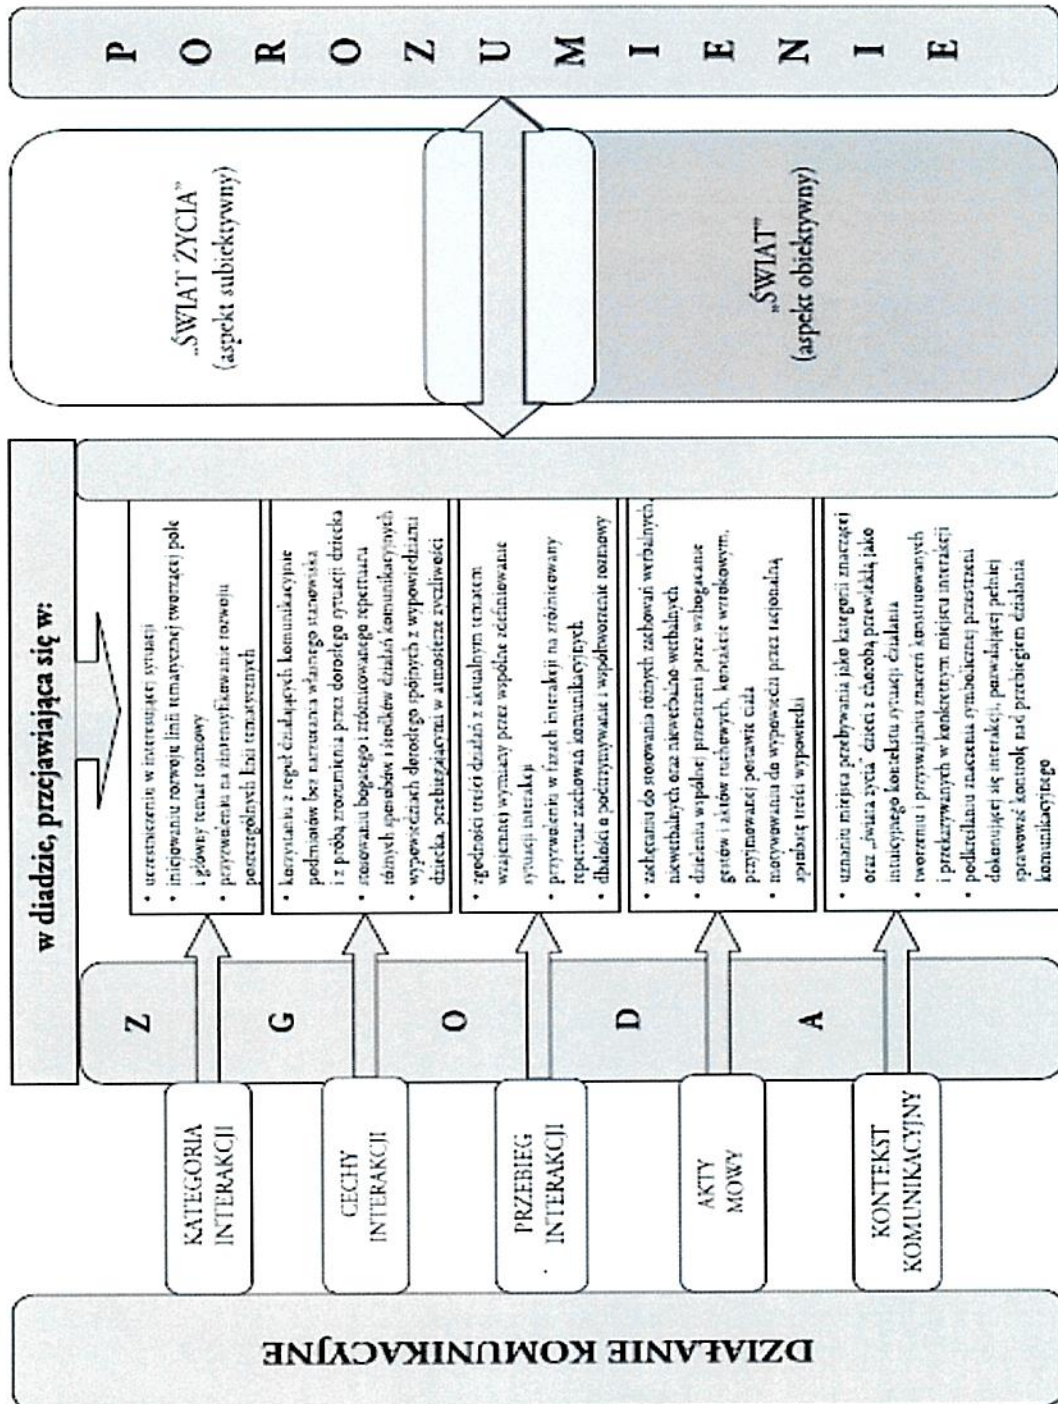 DZIAŁANIE KOMUNIKACYJNE
KATEGORIA
INTERAKCJI
CECHY
INTERAKCJI
PRZEBIEG
INTERAKCJI
AKTY
MOWY
KONTEKST
KOMUNIKACYJNY
Z
G
O
D
A
w diadzie, przejawiająca się w:
• uczestniczeniu w interesującej sytuacji
• inicjowaniu rozwoju linii tematycznej tworzącej pole
i główny temat rozmowy
• przyzwoleniu na zintensyfikowanie rozwoju
poszczególnych linii tematycznych
• korzystaniu z reguł działających komunikacyjnie
podmiotów bez narzucania własnego stanowiska
i z próbą zrozumienia przez dorosłego sytuacji dziecka
• stosowaniu bogatego i zróżnicowanego repertuaru
różnych sposobów i środków działań komunikacyjnych
• wypowiedziach dorosłego spójnych z wypowiedziami
dziecka, przebiegającymi w atmosferze życzliwości
• zgodności treści działań z aktualnym tematem
wzajemnej wymiany przez wspólne zdefiniowanie
sytuacji interakcji
• przyzwoleniu w fazach interakcji na zróżnicowany
repertuar zachowań komunikacyjnych
• dbałości o podtrzymywanie i współtworzenie rozmowy
• zachęcaniu do stosowania różnych zachowań werbalnych,
niewerbalnych oraz niewerbalno-werbalnych
• dzieleniu wspólnej przestrzeni przez wzbogacanie
gestów i aktów ruchowych, kontakcie wzrokowym,
przyjmowanej postawie ciała
• motywowaniu do wypowiedzi przez racjonalną
aprobatę treści wypowiedzi
• uznaniu miejsca przebywania jako kategorii znaczącej
oraz „świata życia” dzieci z chorobą przewlekłą jako
intuicyjnego kontekstu sytuacji działania
• tworzeniu i przyswajaniu znaczeń konstruowanych
i przekazywanych w konkretnym miejscu interakcji
• podkreślaniu znaczenia symbolicznej przestrzeni
dokonującej się interakcji, pozwalającej pełniej
sprawować kontrolę nad przebiegiem działania
komunikacyjnego
„ŚWIAT ŻYCIA”
(aspekt subiektywny)
„ŚWIAT”
(aspekt obiektywny)
P
O
R
O
Z
U
M
I
E
N
I
E